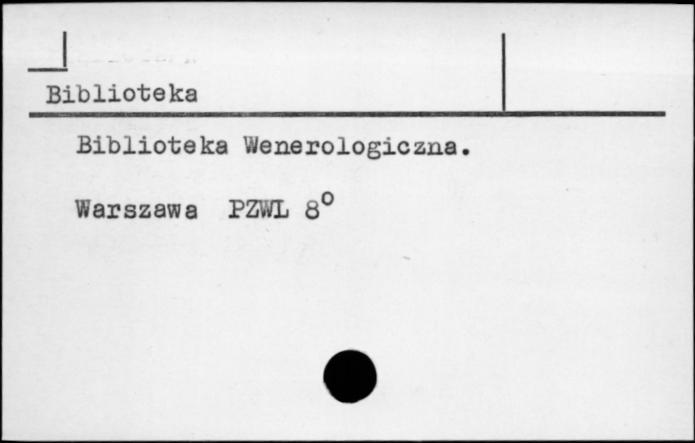 Biblioteka
Biblioteka Wenerologiczna.
Warszawa PZWL 8°